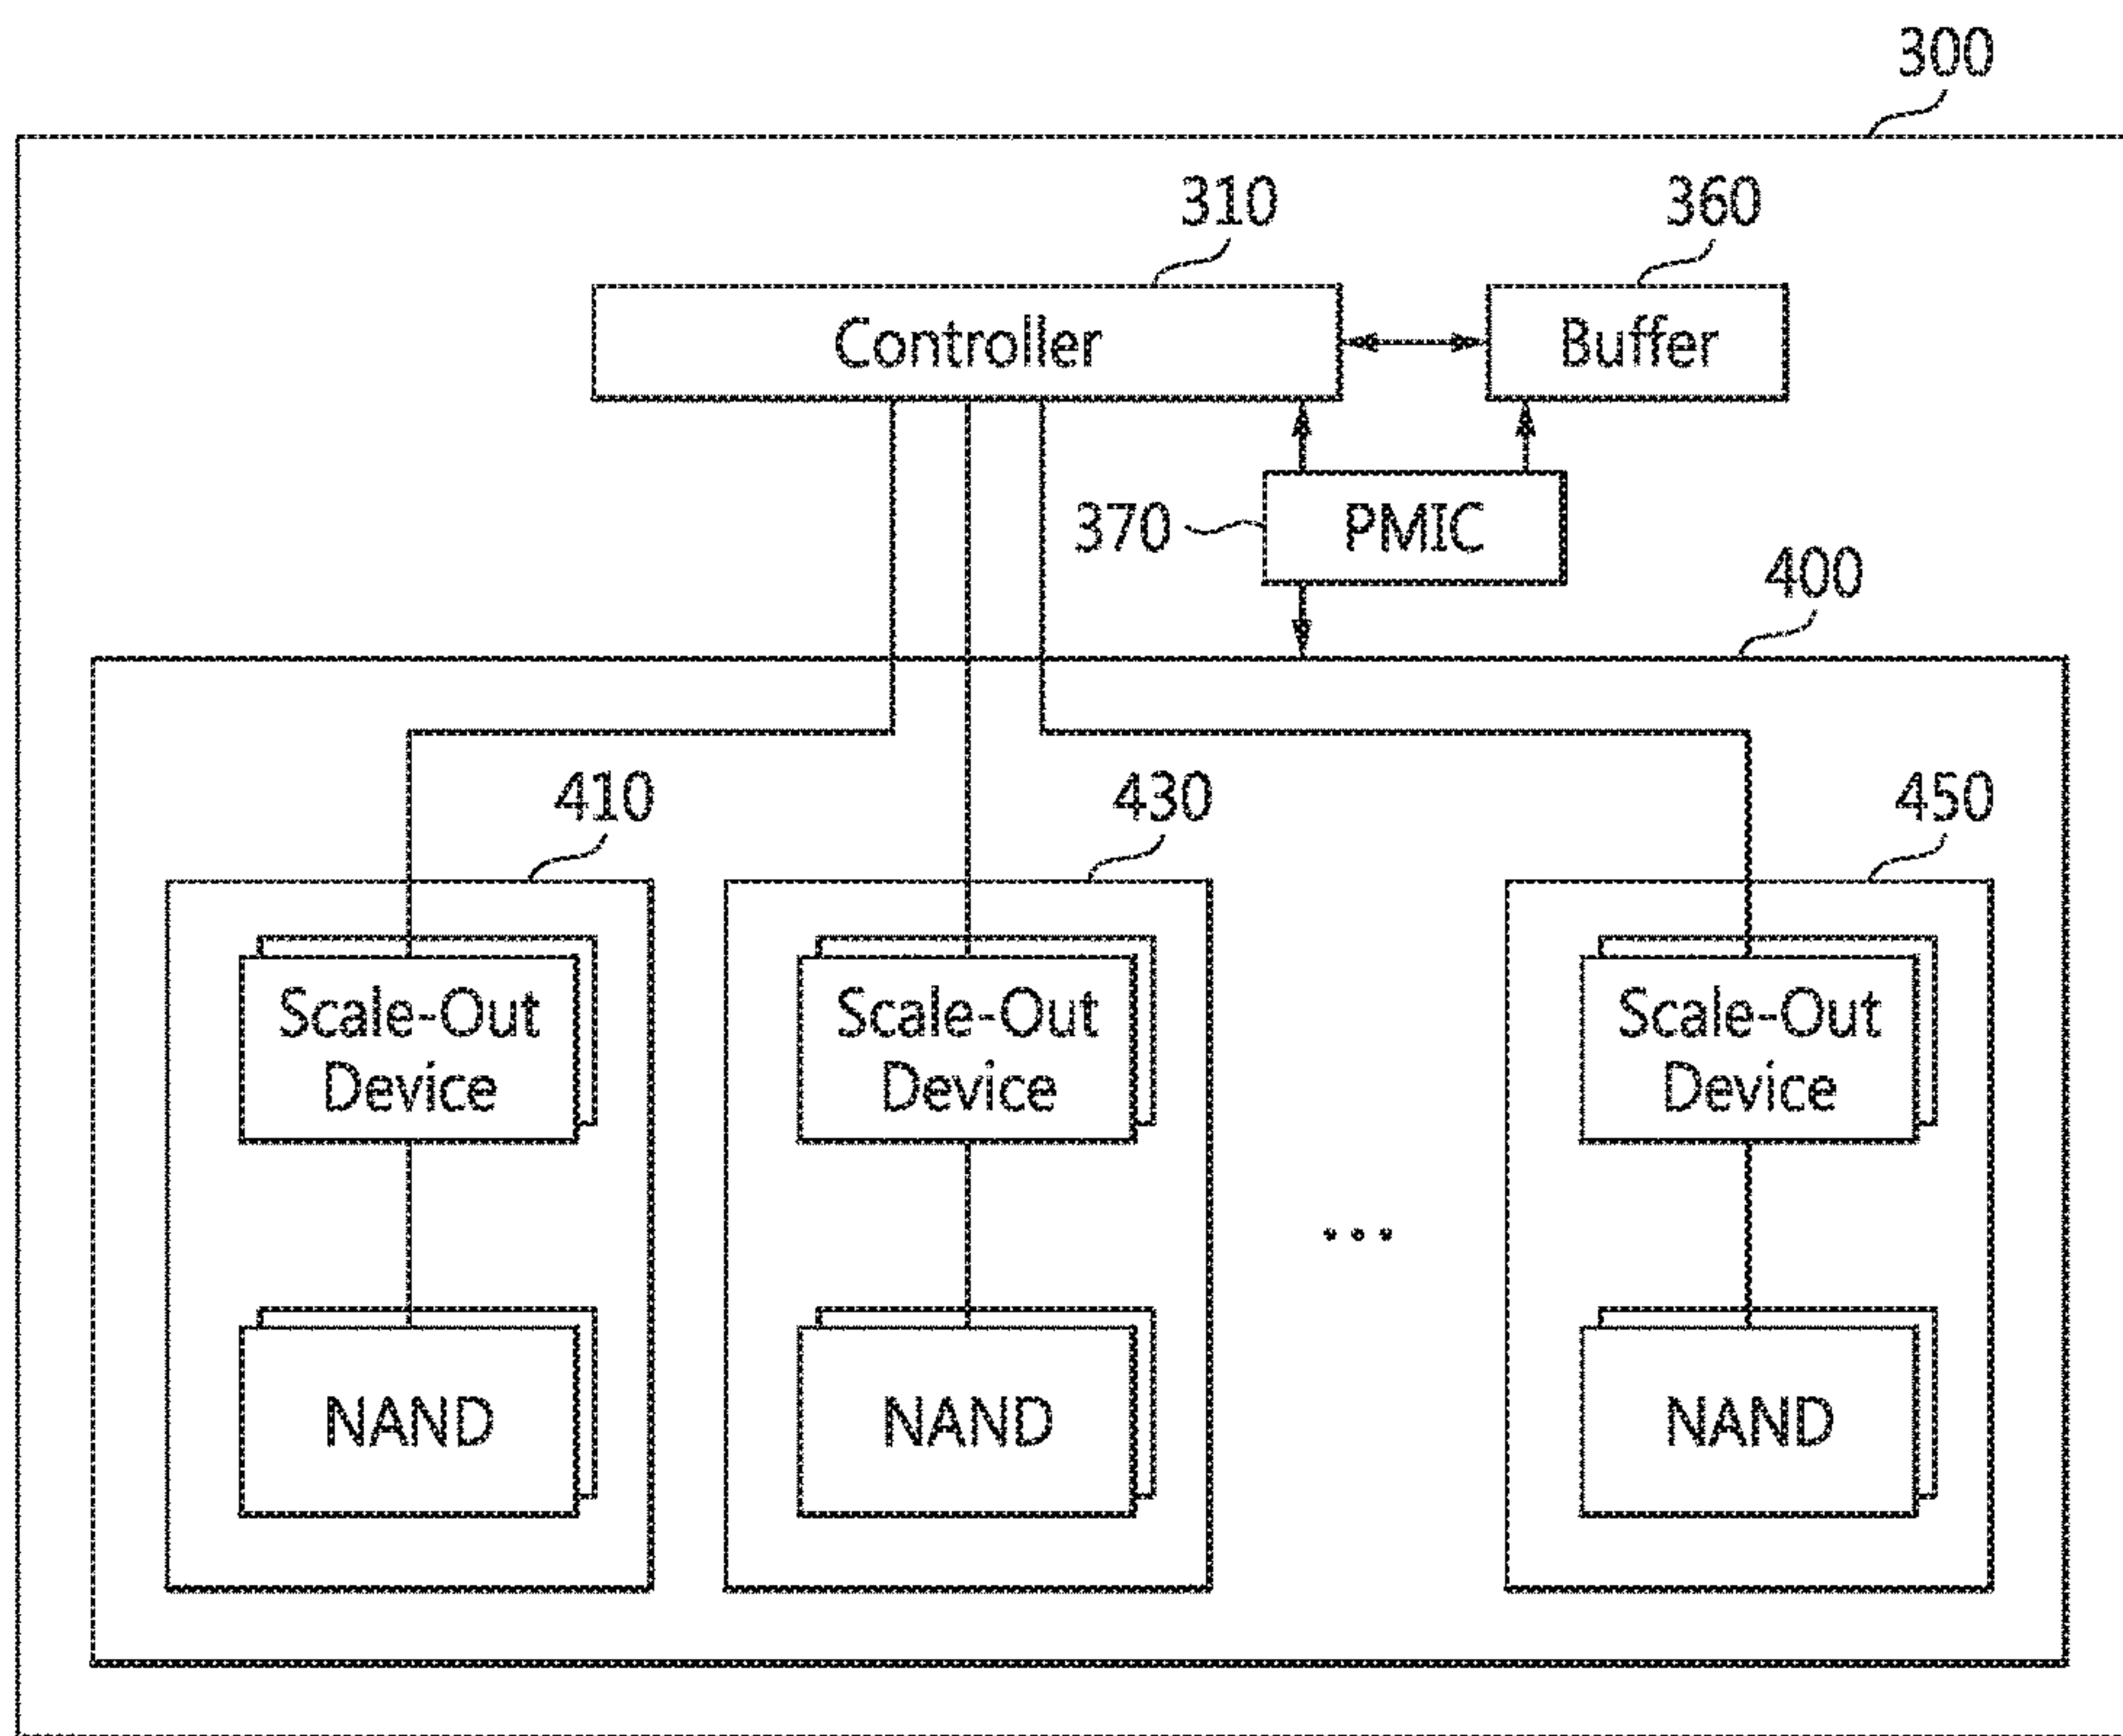 300
310
360
Controller
Buffer
370
PMIC
400
410
430
450
Scale-Out
Device
Scale-Out
Device
Scale-Out
Device
...
NAND
NAND
NAND